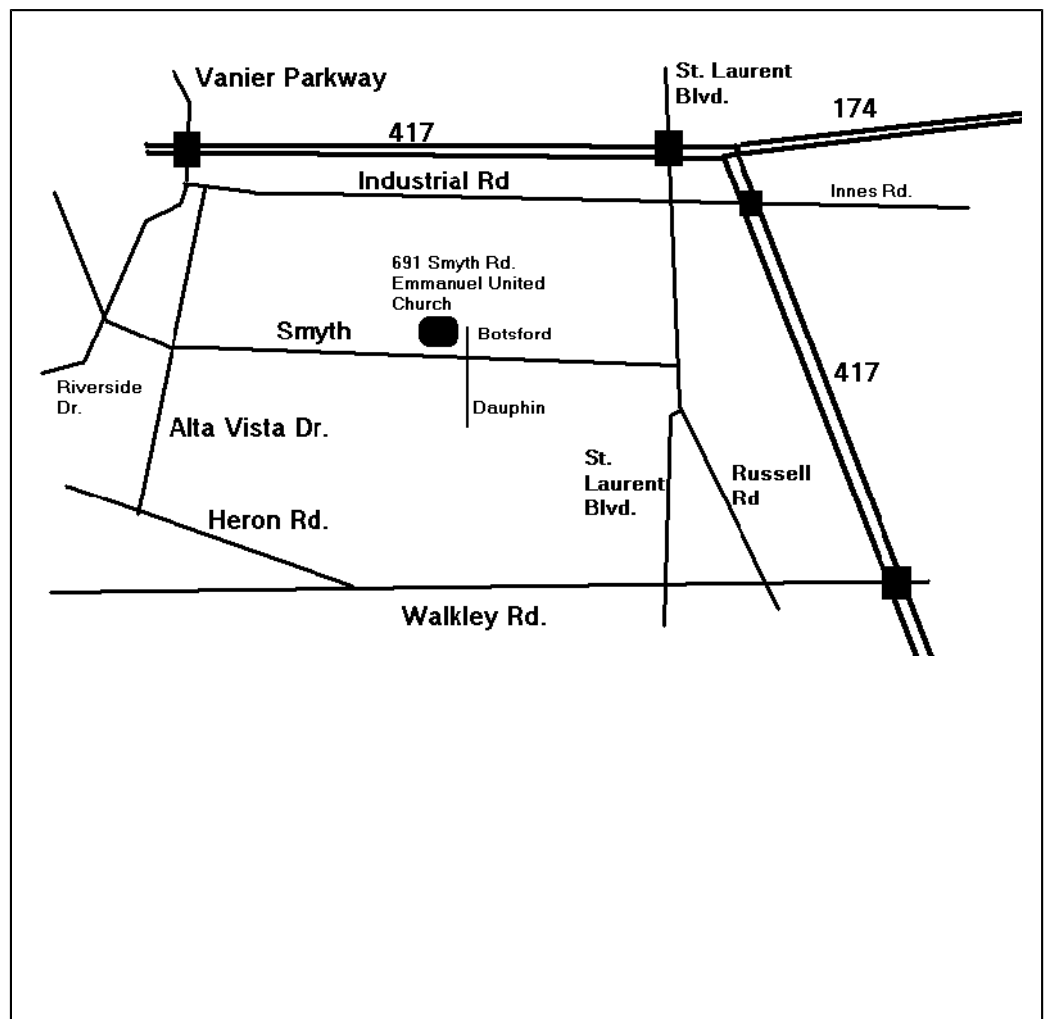 Vanier Parkway
St. Laurent
Blvd.
174
417
Industrial Rd
Innes Rd.
691 Smyth Rd.
Emmanuel United
Church
Smyth
Botsford
417
Riverside
Dr.
Dauphin
Alta Vista Dr.
St.
Laurent
Blvd.
Russell
Rd
Heron Rd.
Walkley Rd.